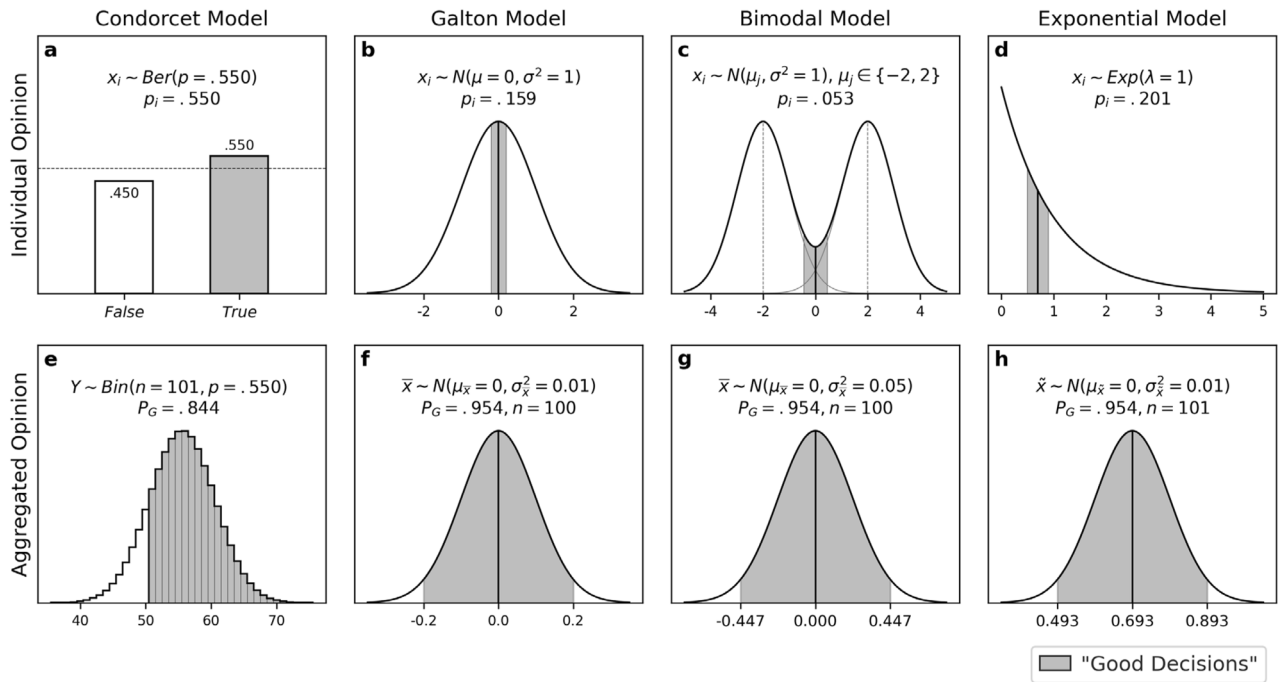 Condorcet Model
Galton Model
Bimodal Model
Exponential Model
Individual Opinion
a
x_i ~ Ber(p = .550)
p_i = .550
.450
.550
False
True
b
x_i ~ N(μ = 0, σ² = 1)
p_i = .159
-2
0
2
c
x_i ~ N(μ_j, σ² = 1), μ_j ∈ {−2, 2}
p_i = .053
-4
-2
0
2
4
d
x_i ~ Exp(λ = 1)
p_i = .201
0
1
2
3
4
5
Aggregated Opinion
e
Y ~ Bin(n = 101, p = .550)
P_G = .844
40
50
60
70
f
x̅ ~ N(μ_x̅ = 0, σ²_x̅ = 0.01)
P_G = .954, n = 100
-0.2
0.0
0.2
g
x̅ ~ N(μ_x̅ = 0, σ²_x̅ = 0.05)
P_G = .954, n = 100
-0.447
0.000
0.447
h
x̃ ~ N(μ_x̃ = 0, σ²_x̃ = 0.01)
P_G = .954, n = 101
0.493
0.693
0.893
"Good Decisions"